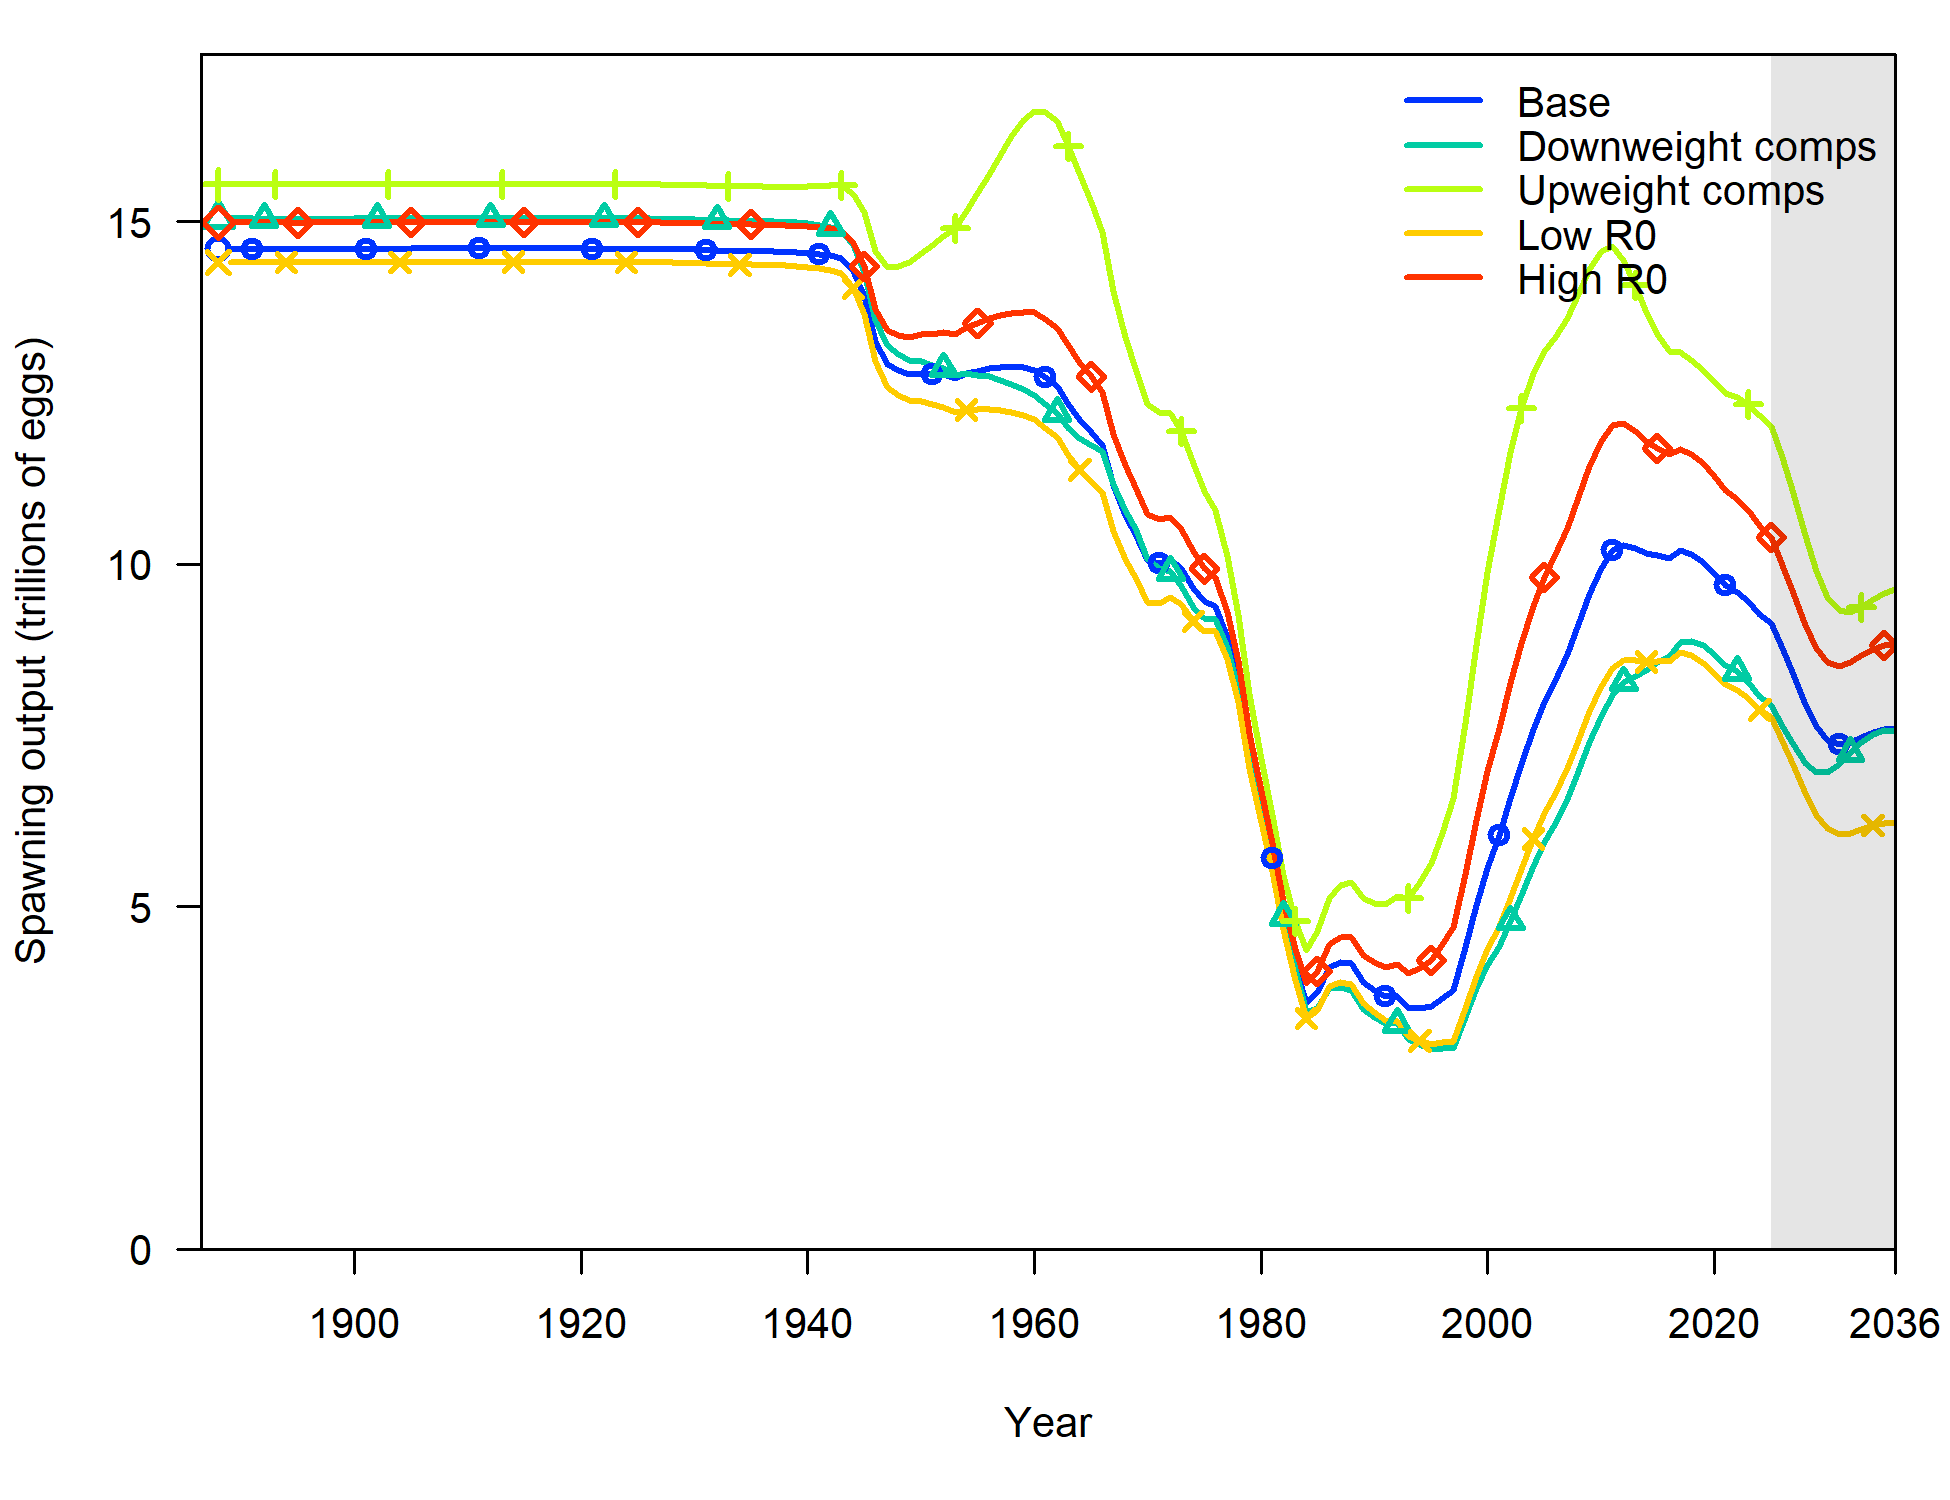 Base
Downweight comps
Upweight comps
Low R0
High R0
15
10
5
0
Spawning output (trillions of eggs)
1900
1920
1940
1960
1980
2000
2020
2036
Year